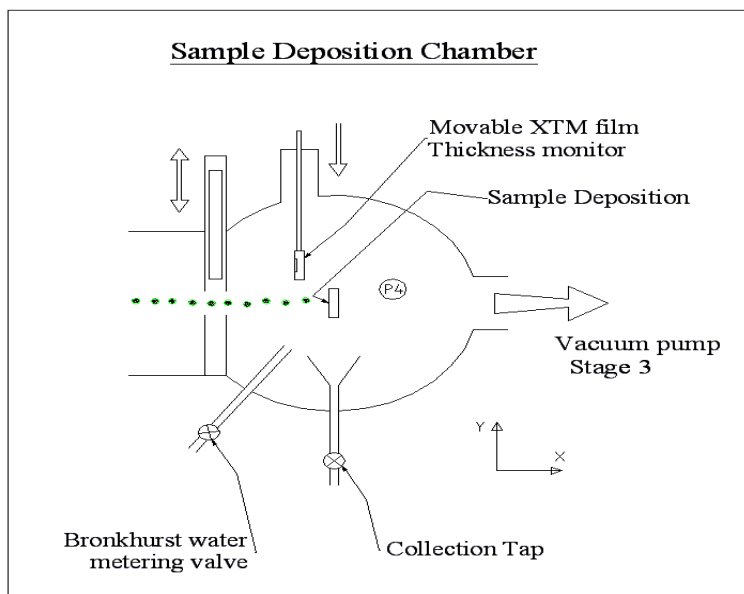 Sample Deposition Chamber
Movable XTM film
Thickness monitor
Sample Deposition
P4
Vacuum pump
Stage 3
Y
X
Bronkhurst water
metering valve
Collection Tap